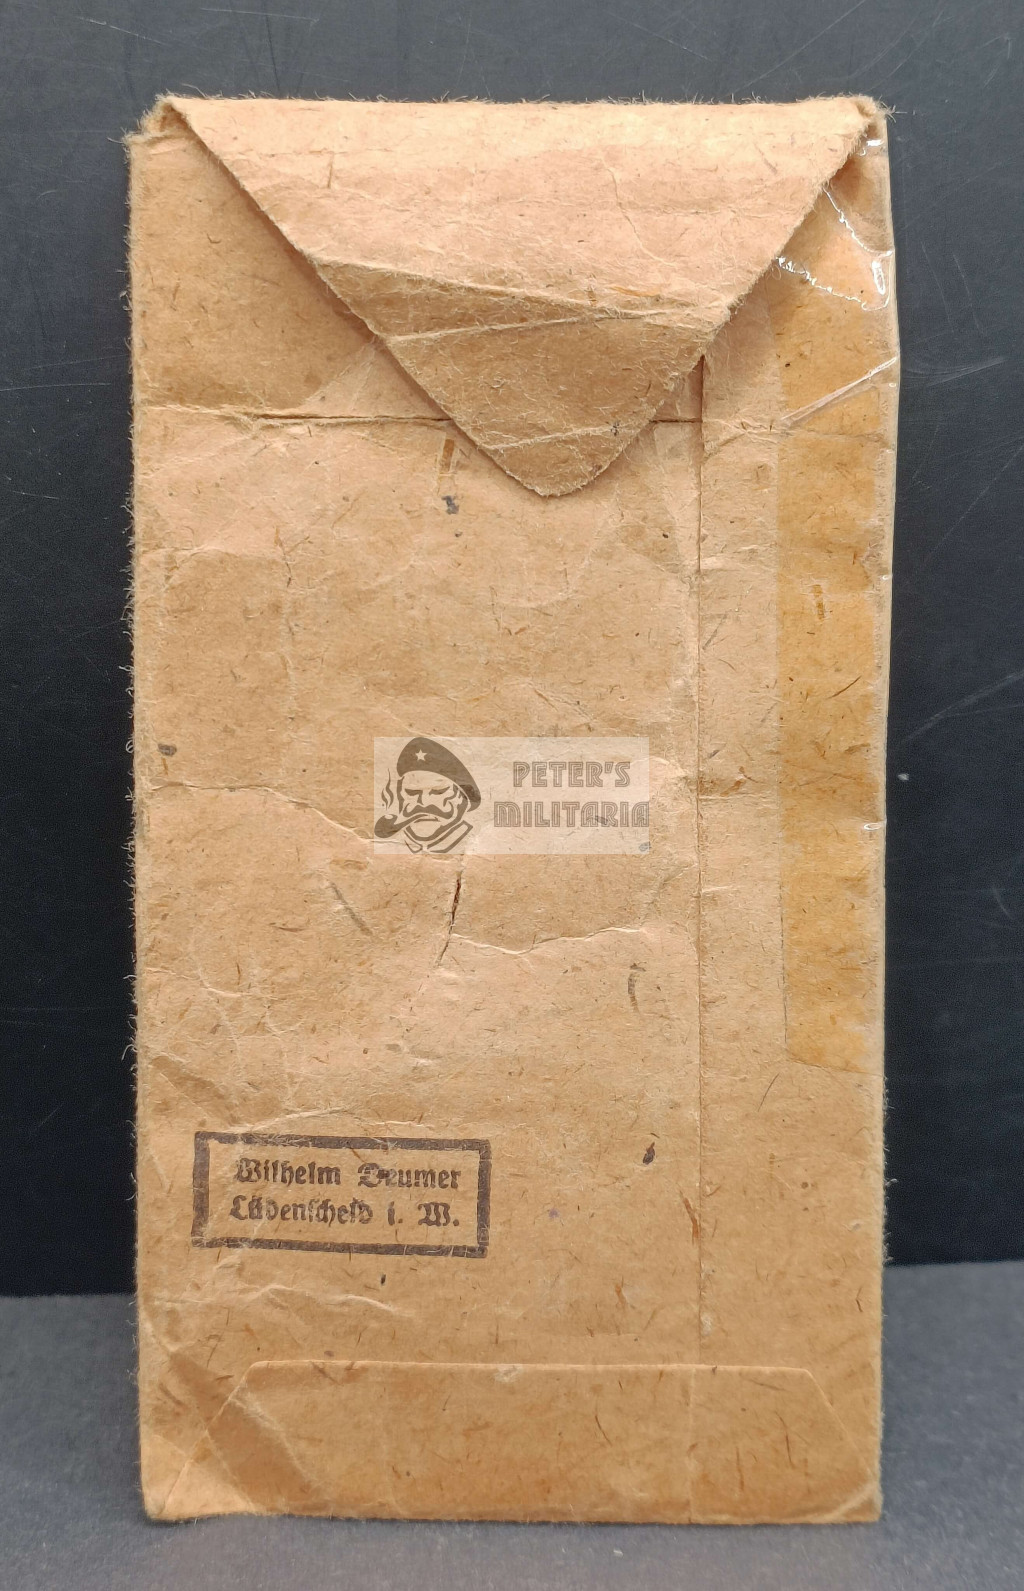 PETER'S
MILITARIA
Wilhelm Deumer
Lüdenscheid i. W.